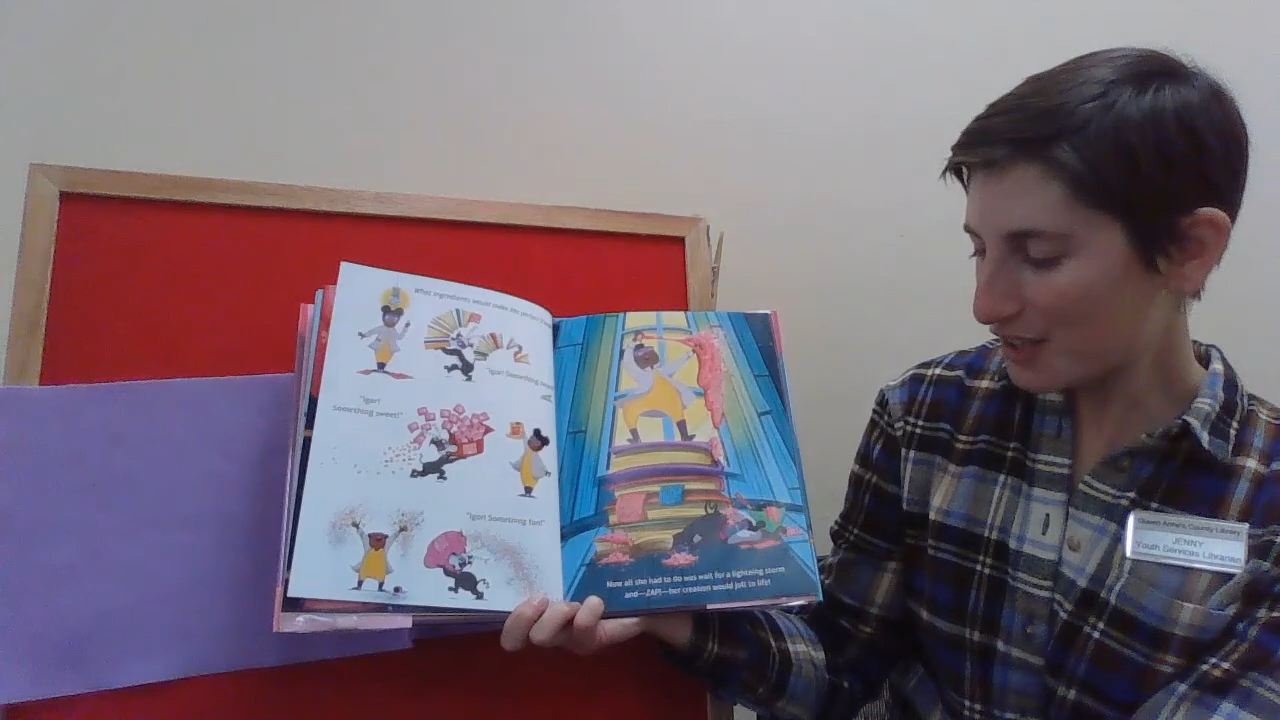 What ingredients would make the perfect
"Igor! Something
"Igor!
Something sweet!"
"Igor! Something fun!"
Now all she had to do was wait for a lightning storm
and—ZAP!—her creation would jolt to life!
Queen Anne's County Library
JENNY
Youth Services Librarian